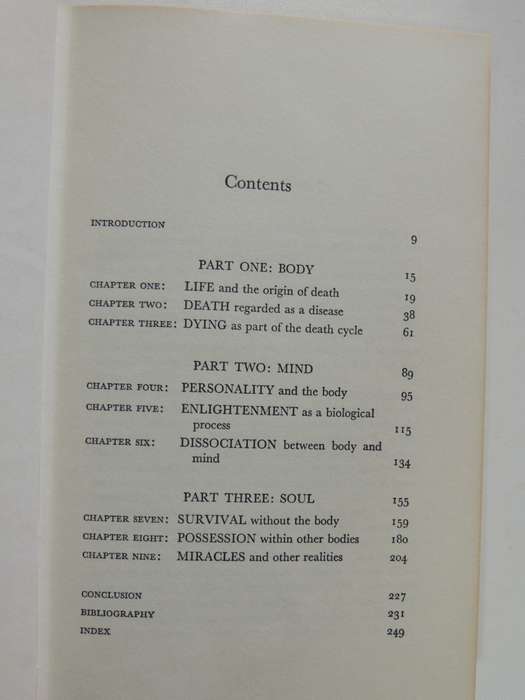 Contents
INTRODUCTION 9
PART ONE: BODY 15
CHAPTER ONE: LIFE and the origin of death 19
CHAPTER TWO: DEATH regarded as a disease 38
CHAPTER THREE: DYING as part of the death cycle 61
PART TWO: MIND 89
CHAPTER FOUR: PERSONALITY and the body 95
CHAPTER FIVE: ENLIGHTENMENT as a biological
process 115
CHAPTER SIX: DISSOCIATION between body and
mind 134
PART THREE: SOUL 155
CHAPTER SEVEN: SURVIVAL without the body 159
CHAPTER EIGHT: POSSESSION within other bodies 180
CHAPTER NINE: MIRACLES and other realities 204
CONCLUSION 227
BIBLIOGRAPHY 231
INDEX 249